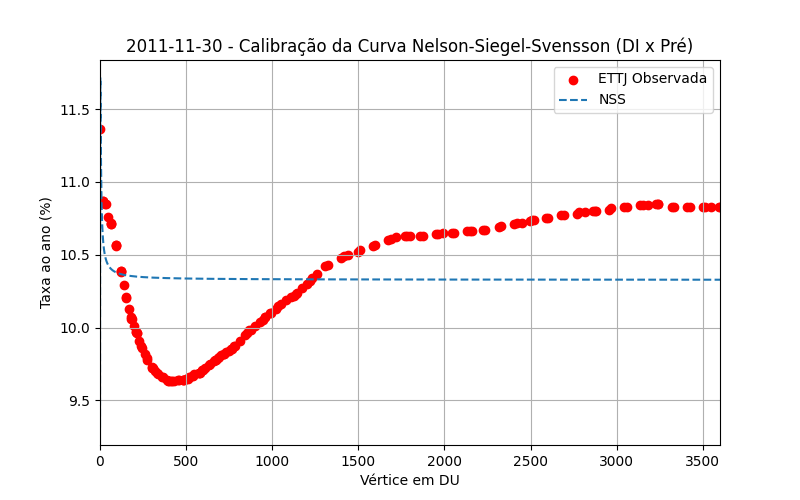 2011-11-30 - Calibração da Curva Nelson-Siegel-Svensson (DI x Pré)
ETTJ Observada
NSS
Taxa ao ano (%)
11.5
11.0
10.5
10.0
9.5
0 500 1000 1500 2000 2500 3000 3500
Vértice em DU